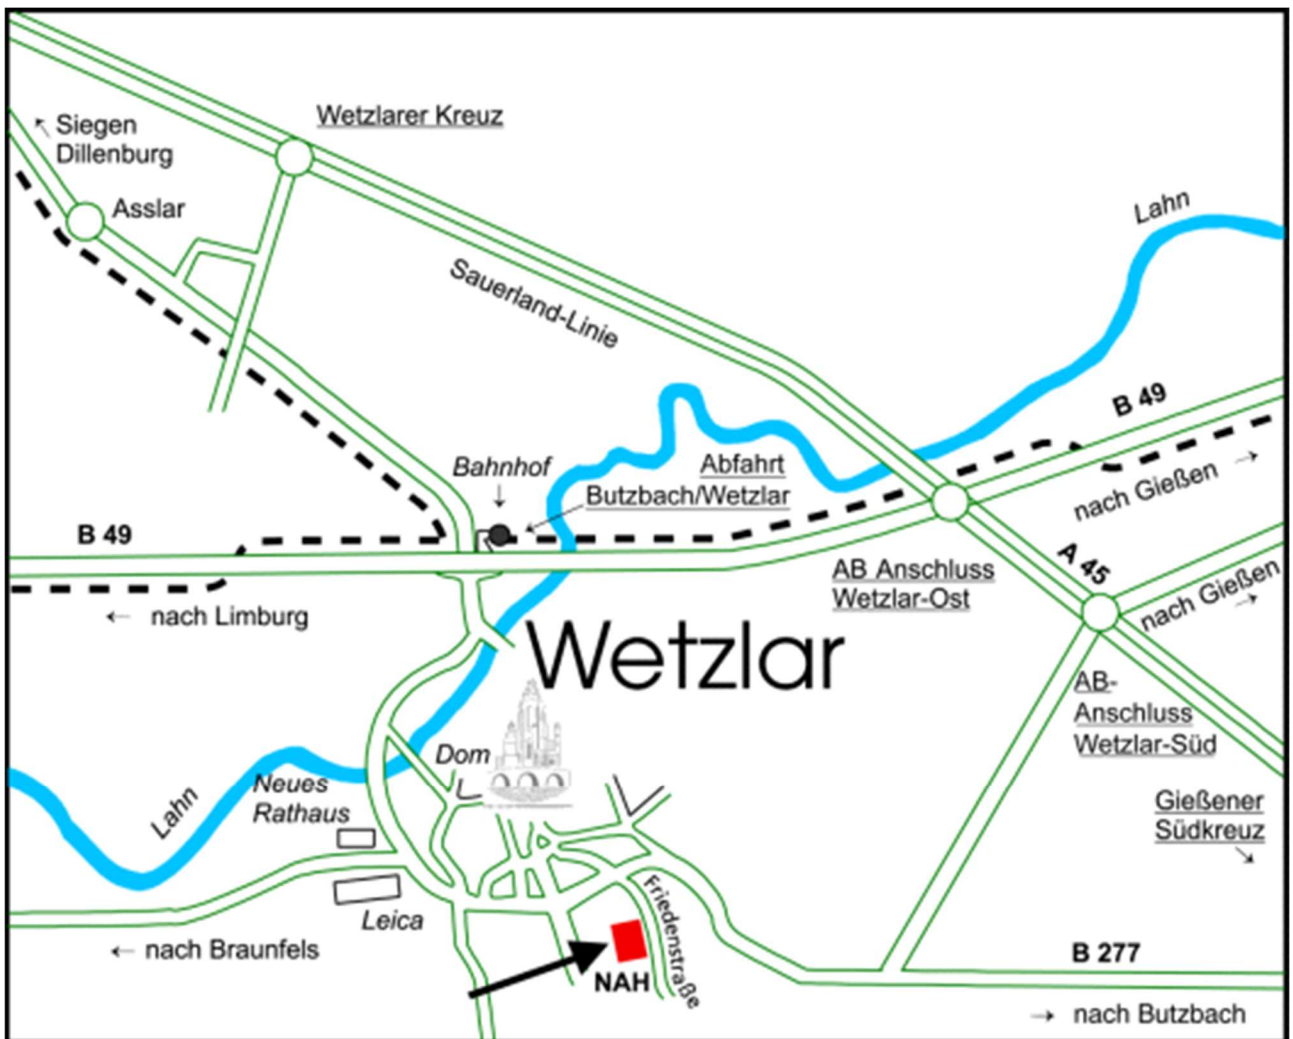 Wetzlarer Kreuz
Siegen
Dillenburg
Asslar
Lahn
Sauerland-Linie
B 49
Bahnhof
Abfahrt
Butzbach/Wetzlar
nach Gießen
B 49
AB Anschluss
Wetzlar-Ost
A 45
nach Gießen
nach Limburg
Wetzlar
AB-
Anschluss
Wetzlar-Süd
Dom
Neues
Rathaus
Lahn
Gießener
Südkreuz
Leica
Friedenstraße
nach Braunfels
NAH
B 277
nach Butzbach